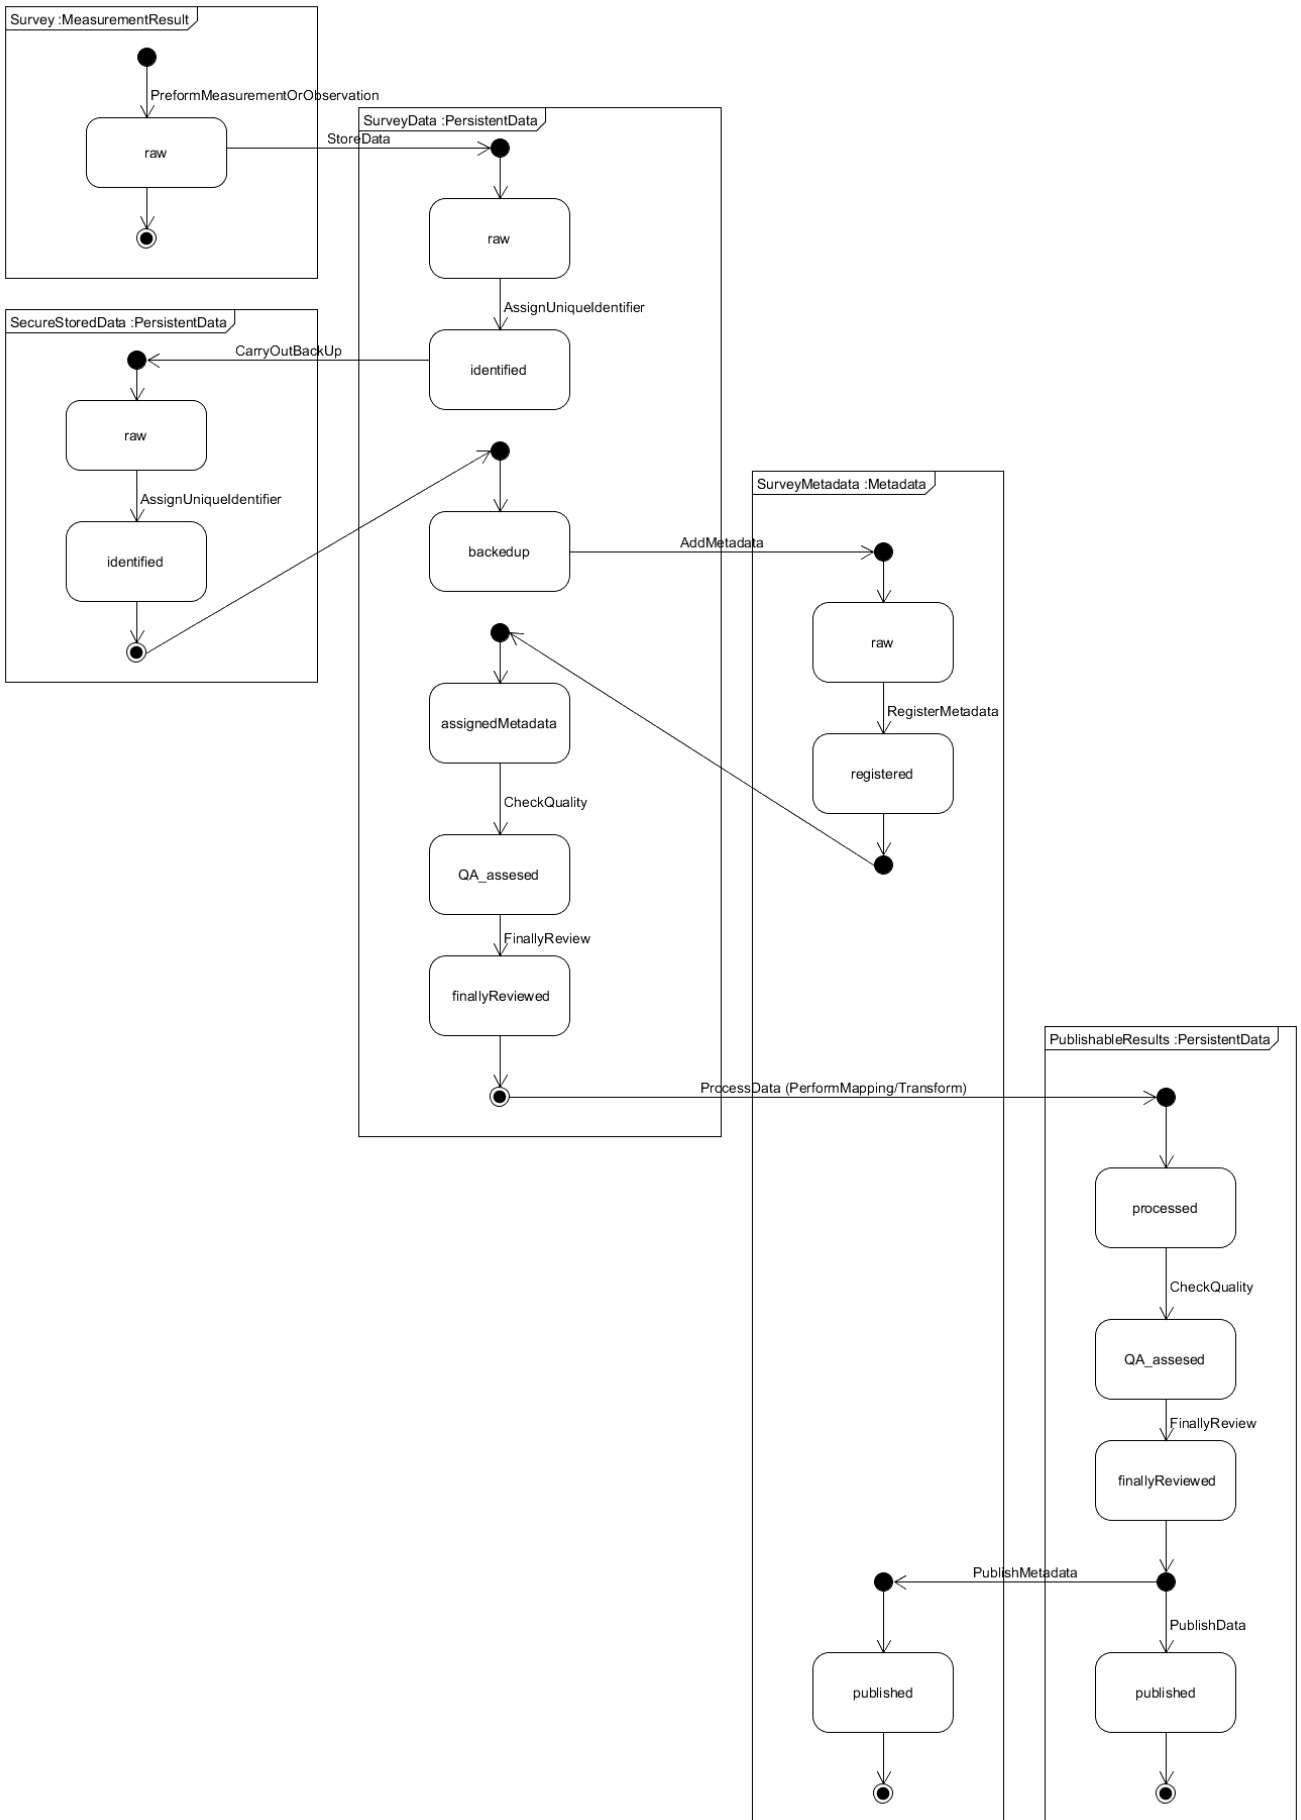 Survey :MeasurementResult
PreformMeasurementOrObservation
raw
StoreData
SurveyData :PersistentData
raw
AssignUniqueIdentifier
identified
CarryOutBackUp
SecureStoredData :PersistentData
raw
AssignUniqueIdentifier
identified
backedup
AddMetadata
SurveyMetadata :Metadata
raw
RegisterMetadata
registered
assignedMetadata
CheckQuality
QA_assesed
FinallyReview
finallyReviewed
ProcessData (PerformMapping/Transform)
PublishableResults :PersistentData
processed
CheckQuality
QA_assesed
FinallyReview
finallyReviewed
PublishMetadata
PublishData
published
published